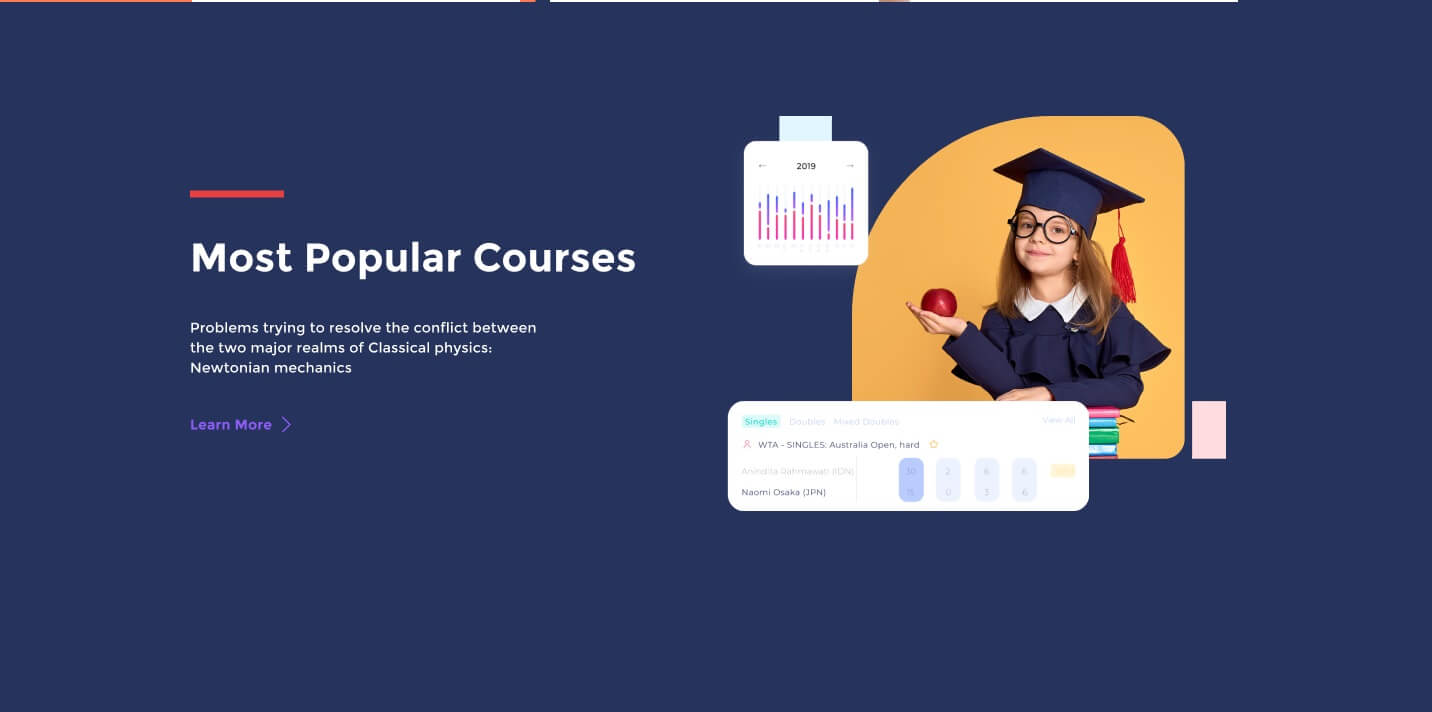 Most Popular Courses
Problems trying to resolve the conflict between
the two major realms of Classical physics:
Newtonian mechanics
Learn More
← 2019 →
Singles Doubles Mixed Doubles View All
WTA - SINGLES: Australia Open, hard
Anindita Rahmawati (IDN) 30 2 6 6
Naomi Osaka (JPN) 15 0 3 6